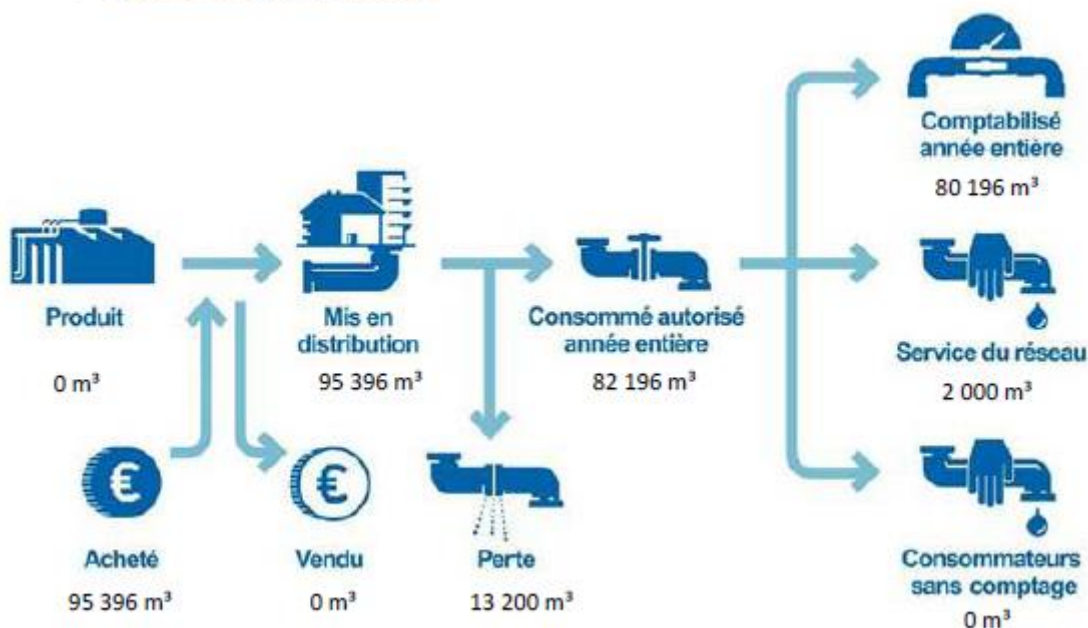 Comptabilisé
année entière
80 196 m³
Produit
0 m³
Mis en
distribution
95 396 m³
Consommé autorisé
année entière
82 196 m³
Service du réseau
2 000 m³
€
Acheté
95 396 m³
€
Vendu
0 m³
Perte
13 200 m³
Consommateurs
sans comptage
0 m³